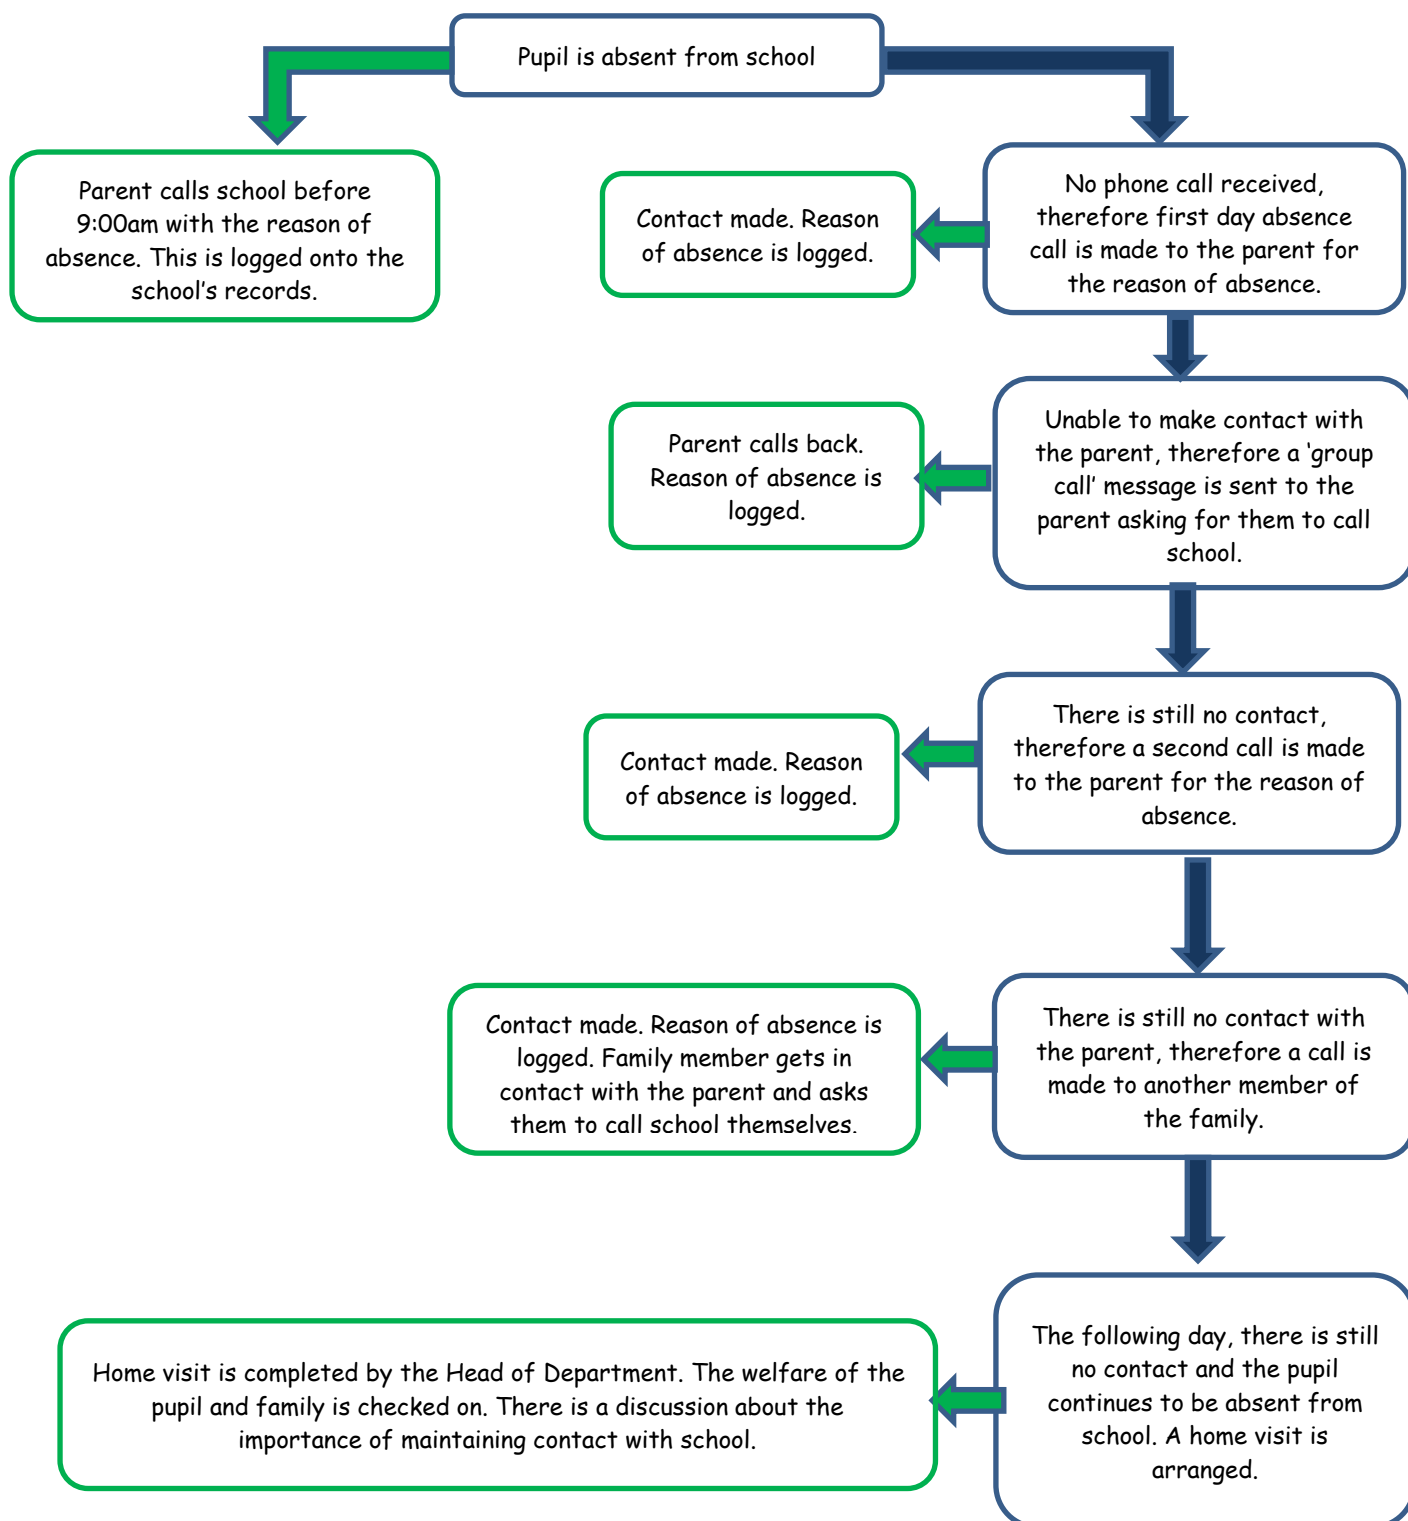 Pupil is absent from school
Parent calls school before
9:00am with the reason of
absence. This is logged onto the
school’s records.
No phone call received,
therefore first day absence
call is made to the parent for
the reason of absence.
Contact made. Reason
of absence is logged.
Unable to make contact with
the parent, therefore a ‘group
call’ message is sent to the
parent asking for them to call
school.
Parent calls back.
Reason of absence is
logged.
There is still no contact,
therefore a second call is made
to the parent for the reason of
absence.
Contact made. Reason
of absence is logged.
There is still no contact with
the parent, therefore a call is
made to another member of
the family.
Contact made. Reason of absence is
logged. Family member gets in
contact with the parent and asks
them to call school themselves.
The following day, there is still
no contact and the pupil
continues to be absent from
school. A home visit is
arranged.
Home visit is completed by the Head of Department. The welfare of the
pupil and family is checked on. There is a discussion about the
importance of maintaining contact with school.